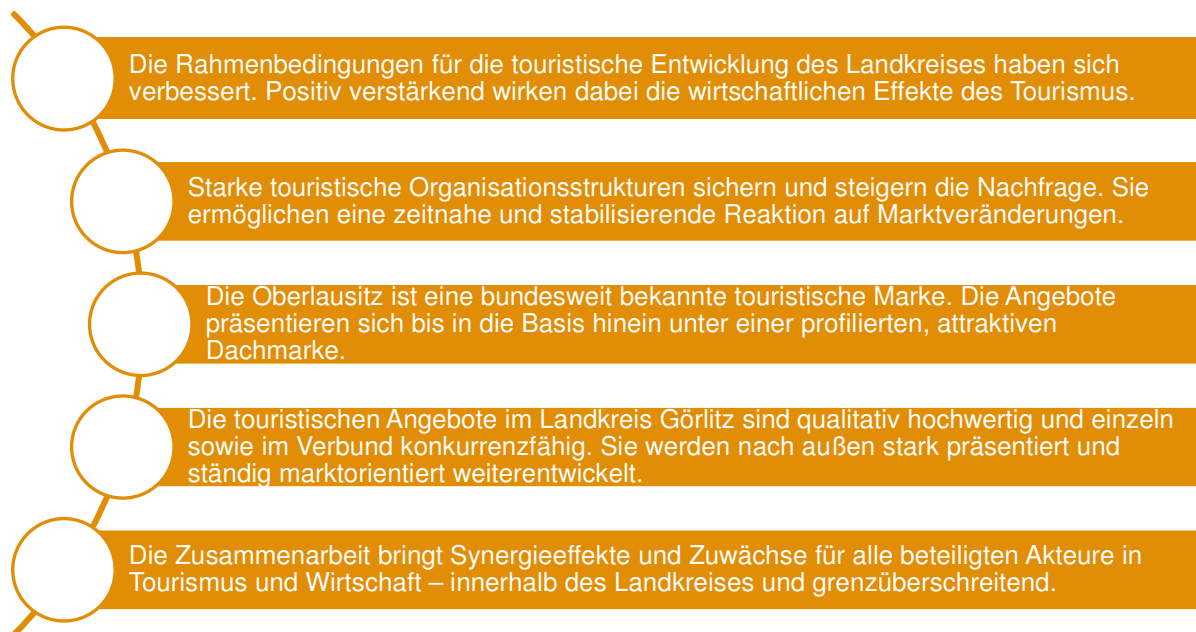 Die Rahmenbedingungen für die touristische Entwicklung des Landkreises haben sich
verbessert. Positiv verstärkend wirken dabei die wirtschaftlichen Effekte des Tourismus.
Starke touristische Organisationsstrukturen sichern und steigern die Nachfrage. Sie
ermöglichen eine zeitnahe und stabilisierende Reaktion auf Marktveränderungen.
Die Oberlausitz ist eine bundesweit bekannte touristische Marke. Die Angebote
präsentieren sich bis in die Basis hinein unter einer profilierten, attraktiven
Dachmarke.
Die touristischen Angebote im Landkreis Görlitz sind qualitativ hochwertig und einzeln
sowie im Verbund konkurrenzfähig. Sie werden nach außen stark präsentiert und
ständig marktorientiert weiterentwickelt.
Die Zusammenarbeit bringt Synergieeffekte und Zuwächse für alle beteiligten Akteure in
Tourismus und Wirtschaft – innerhalb des Landkreises und grenzüberschreitend.